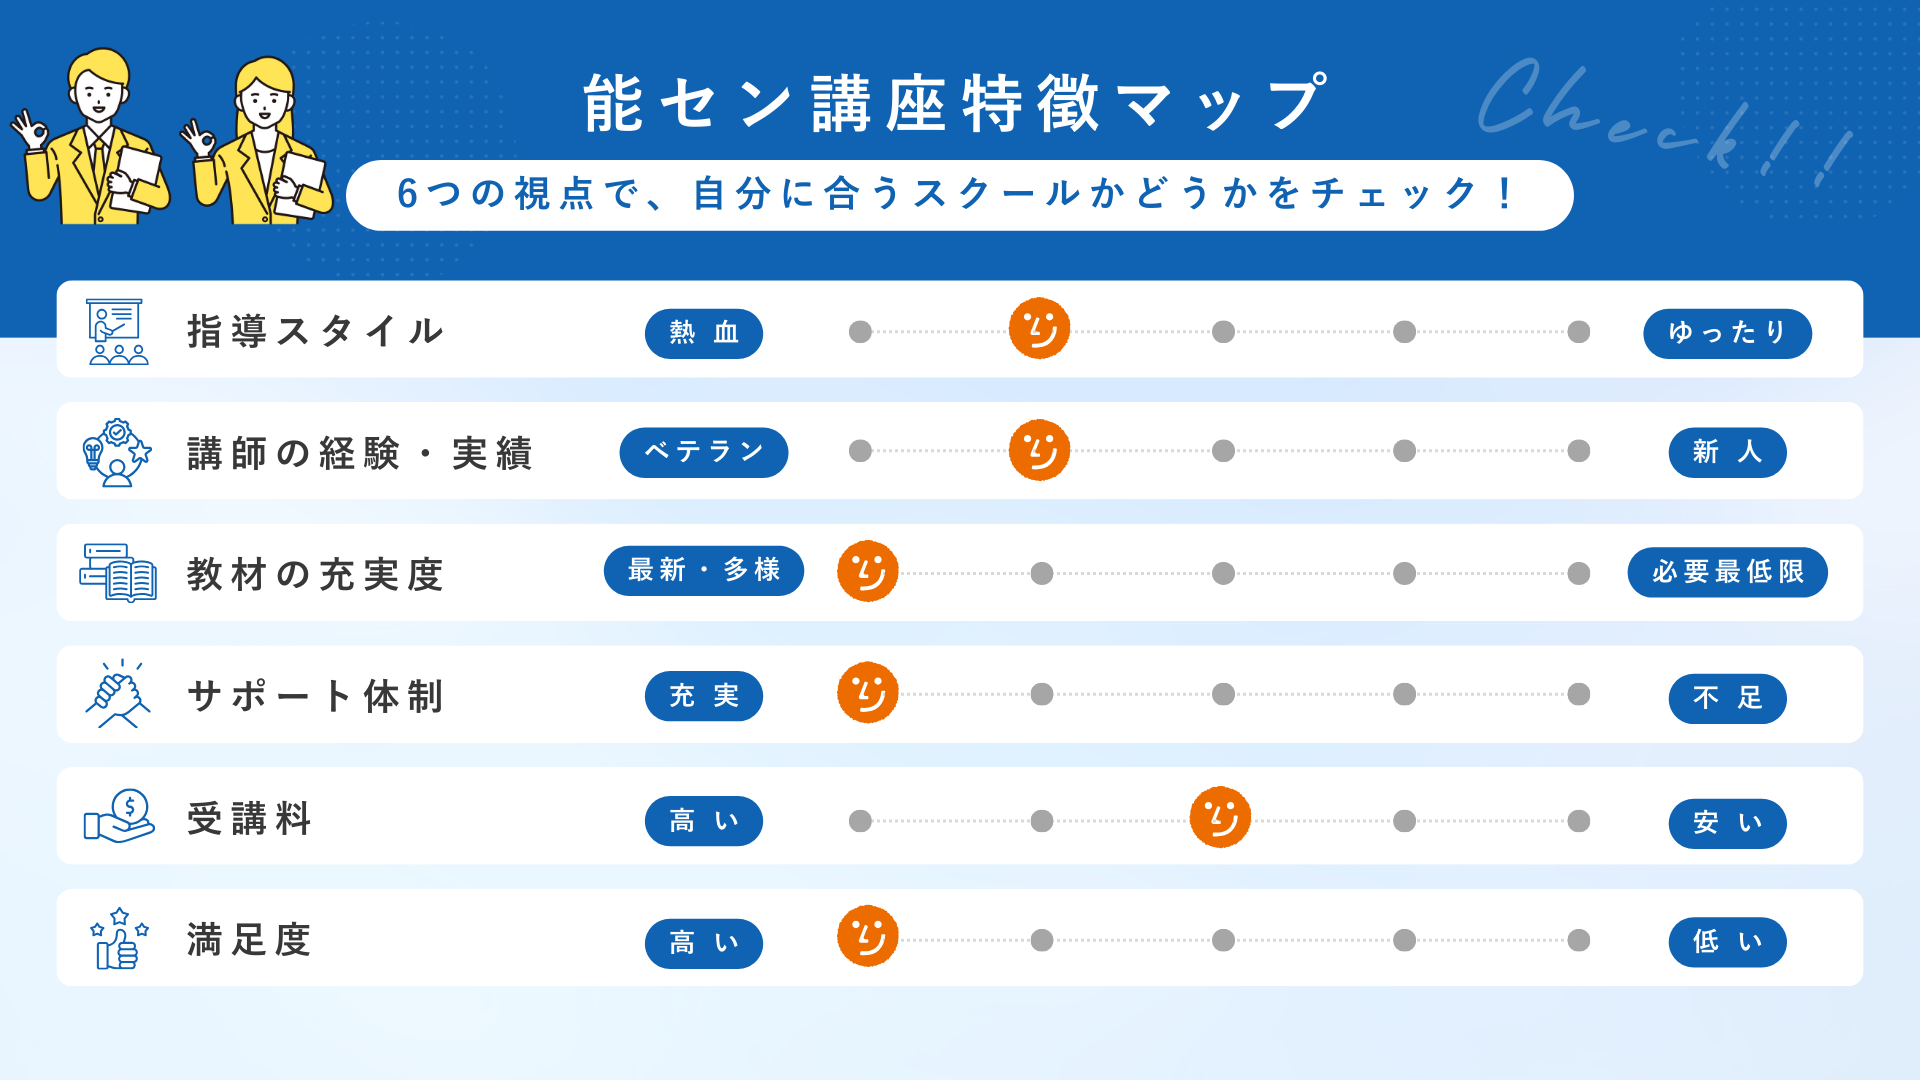 能セン講座特徴マップ
Check!!
6つの視点で、自分に合うスクールかどうかをチェック！
指導スタイル 熱血 ゆったり
講師の経験・実績 ベテラン 新人
教材の充実度 最新・多様 必要最低限
サポート体制 充実 不足
受講料 高い 安い
満足度 高い 低い